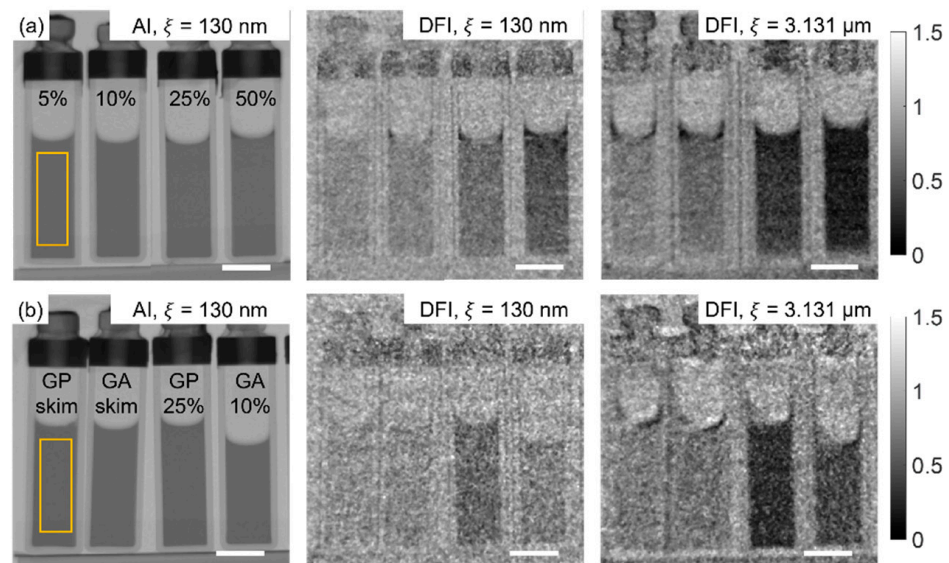 (a) AI, ξ = 130 nm DFI, ξ = 130 nm DFI, ξ = 3.131 µm
5% 10% 25% 50%
1.5
1
0.5
0
(b) AI, ξ = 130 nm DFI, ξ = 130 nm DFI, ξ = 3.131 µm
GP GA GP GA
skim skim 25% 10%
1.5
1
0.5
0